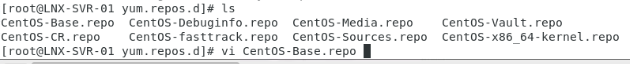 [root@LNX-SVR-01 yum.repos.d]# ls
CentOS-Base.repo CentOS-Debuginfo.repo CentOS-Media.repo CentOS-Vault.repo
CentOS-CR.repo CentOS-fasttrack.repo CentOS-Sources.repo CentOS-x86_64-kernel.repo
[root@LNX-SVR-01 yum.repos.d]# vi CentOS-Base.repo